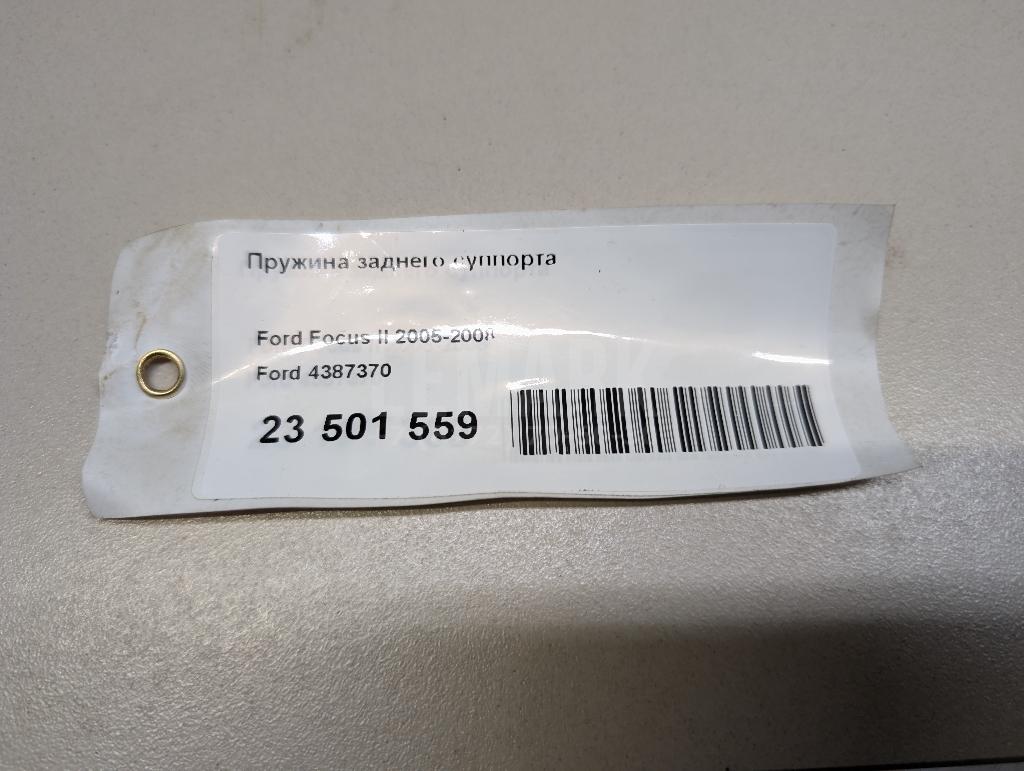 Пружина заднего суппорта
Ford Focus II 2005-2008
Ford 4387370
23 501 559